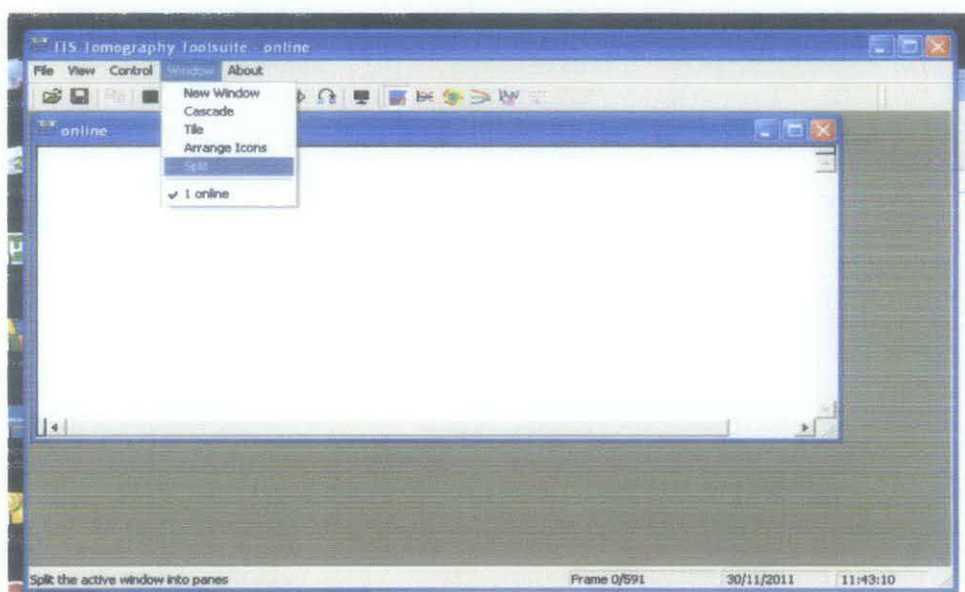 ITS Tomography Toolsuite - online
File View Control Window About
New Window
Cascade
Tile
Arrange Icons
Split
1 online
online
Split the active window into panes
Frame 0/591
30/11/2011
11:43:10